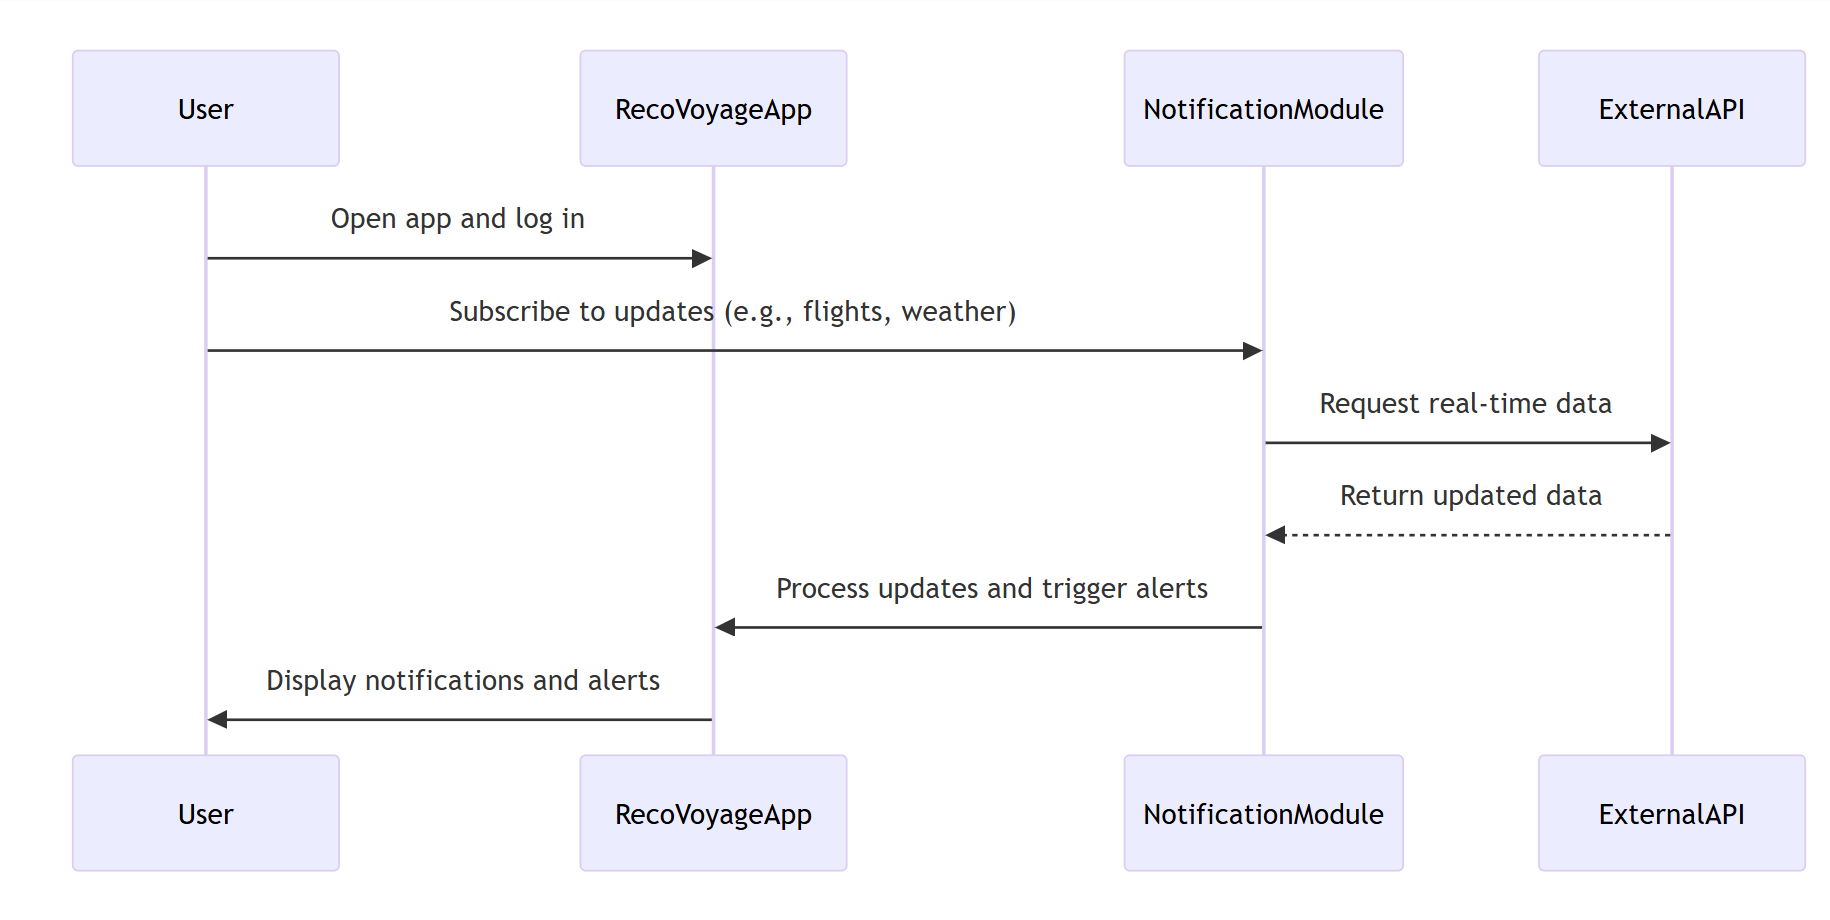 User
RecoVoyageApp
NotificationModule
ExternalAPI
Open app and log in
Subscribe to updates (e.g., flights, weather)
Request real-time data
Return updated data
Process updates and trigger alerts
Display notifications and alerts
User
RecoVoyageApp
NotificationModule
ExternalAPI